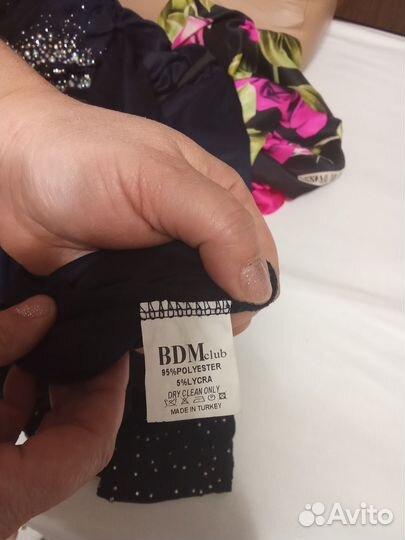 BDMclub
95%POLYESTER
5%LYCRA
DRY CLEAN ONLY
MADE IN TURKEY
Avito